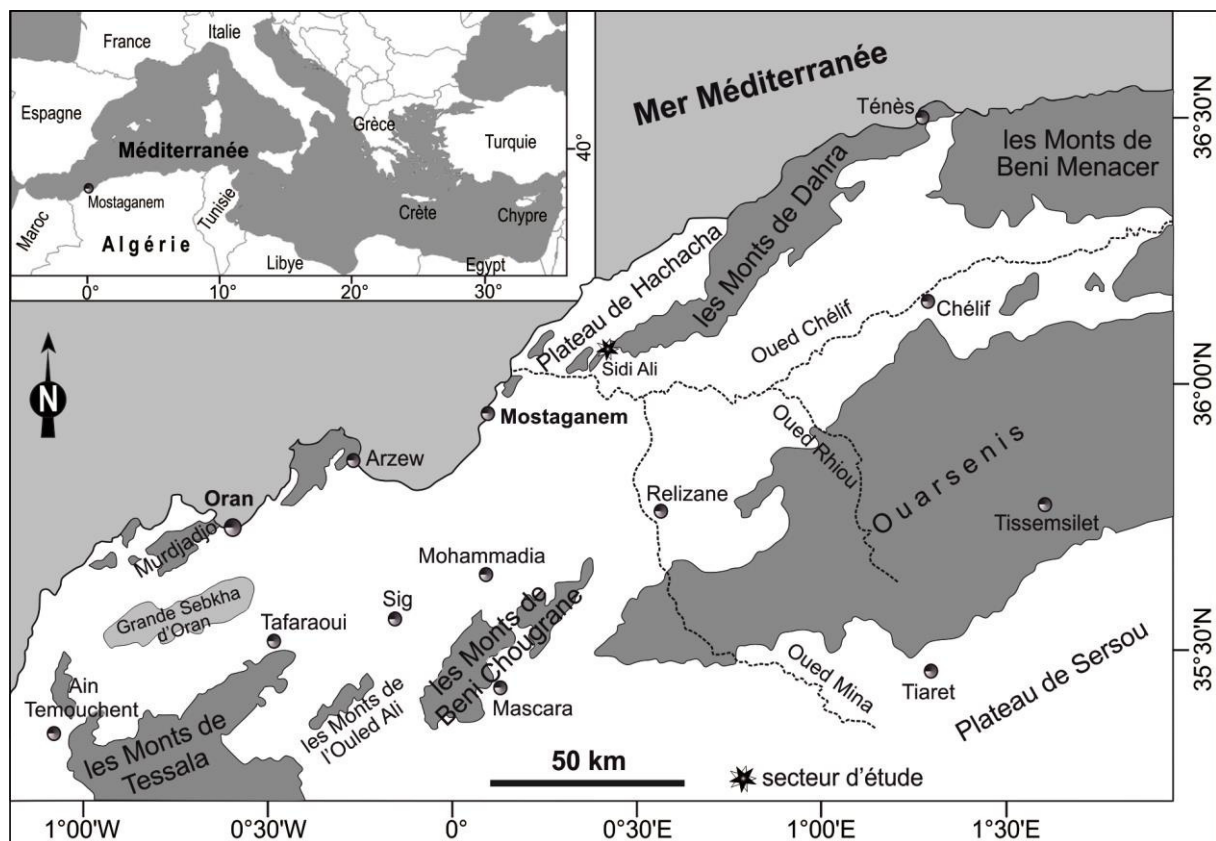 France
Italie
Espagne
Grèce
Turquie
Méditerranée
Mostaganem
Maroc
Algérie
Tunisie
Crète
Chypre
Libye
Egypt
40°
0°
10°
20°
30°
Mer Méditerranée
Ténès
les Monts de
Beni Menacer
les Monts de Dahra
Plateau de Hachacha
Sidi Ali
Oued Chélif
Chélif
N
Mostaganem
Arzew
Oran
Murdjadjo
Oued Rhiou
Ouarsenis
Relizane
Tissemsilet
Mohammadia
Grande Sebkha
d'Oran
Sig
Tafaraoui
les Monts de
Beni Chougrane
Ain
Temouchent
les Monts de
l'Ouled Ali
Mascara
Oued Mina
Tiaret
Plateau de Sersou
les Monts de
Tessala
50 km
secteur d'étude
36°30'N
36°00'N
35°30'N
1°00'W
0°30'W
0°
0°30'E
1°00'E
1°30'E